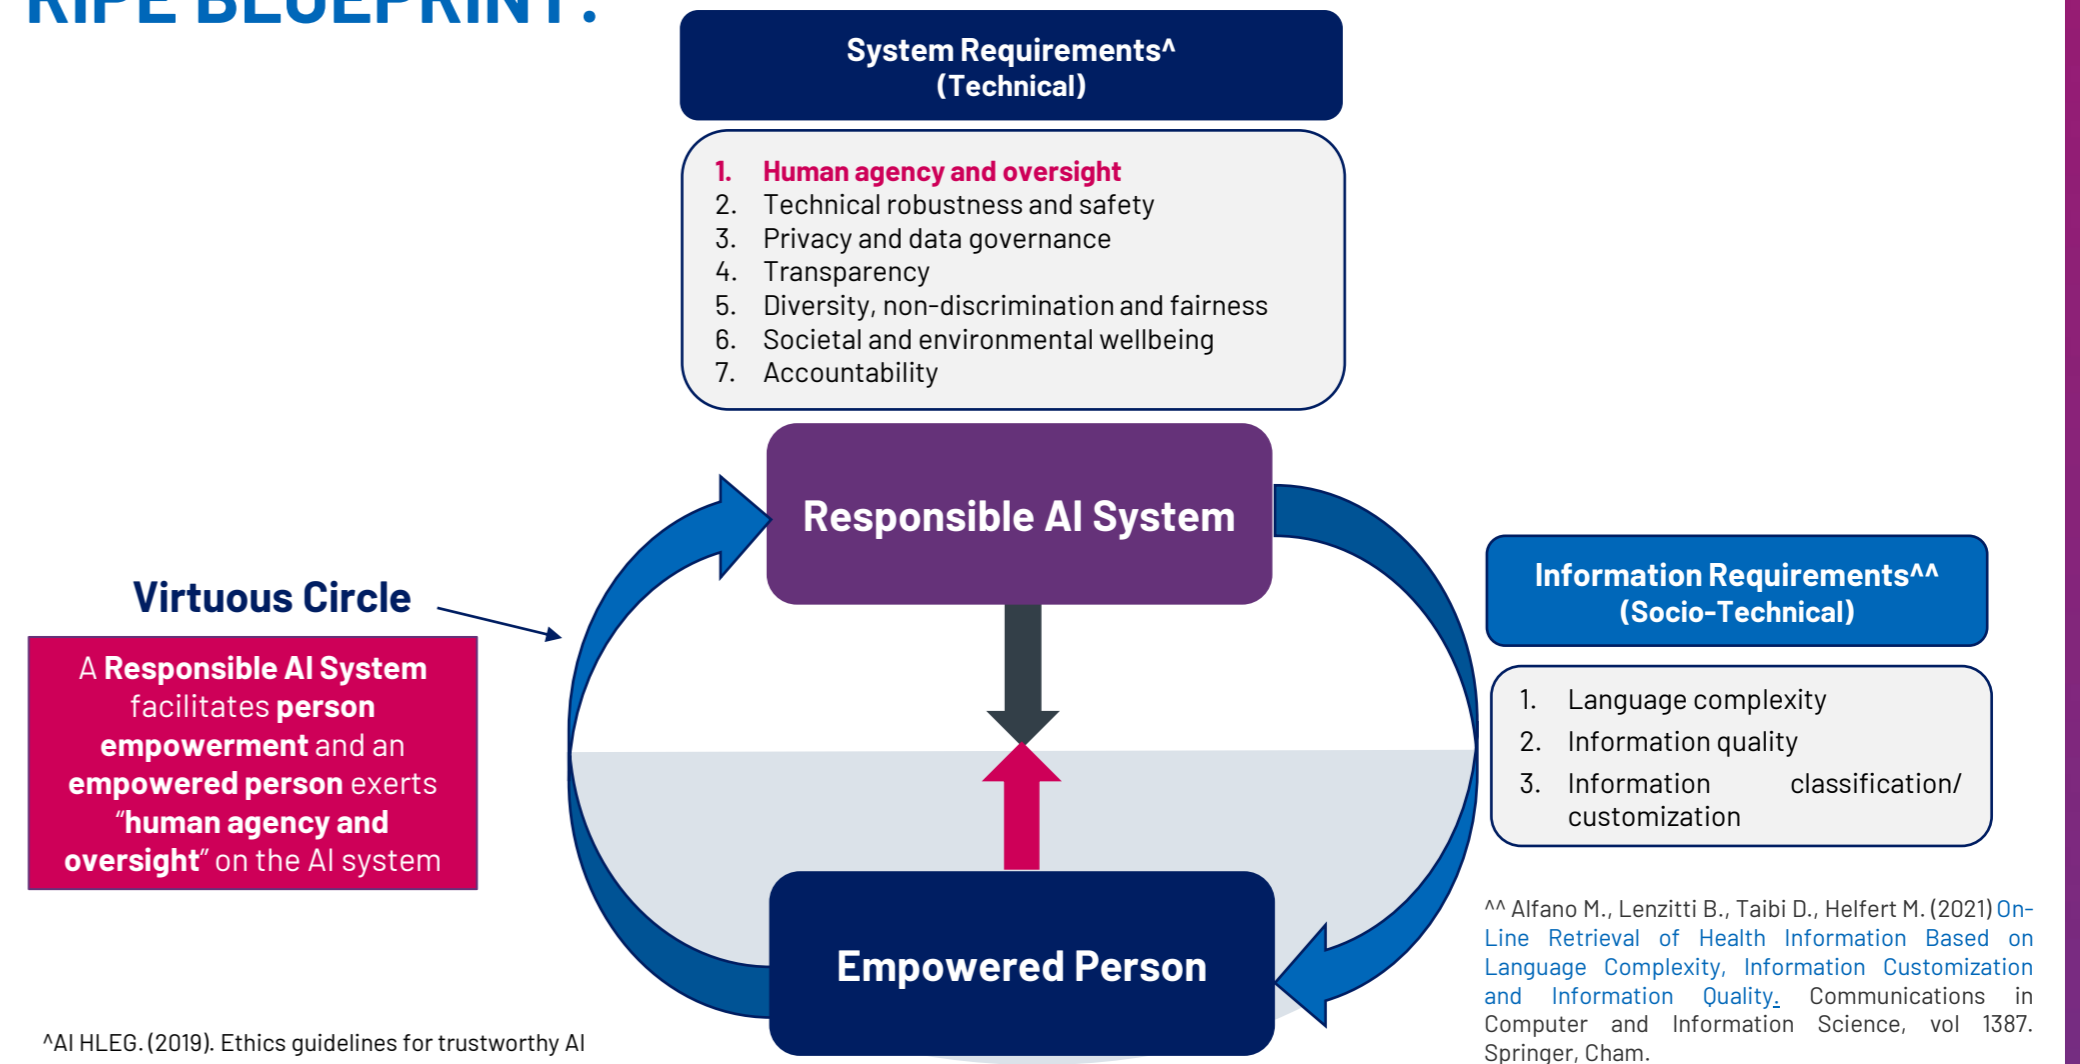 RIPE BLUEPRINT:
System Requirements^
(Technical)
1. Human agency and oversight
2. Technical robustness and safety
3. Privacy and data governance
4. Transparency
5. Diversity, non-discrimination and fairness
6. Societal and environmental wellbeing
7. Accountability
Responsible AI System
Virtuous Circle
A Responsible AI System
facilitates person
empowerment and an
empowered person exerts
“human agency and
oversight” on the AI system
Information Requirements^^
(Socio-Technical)
1. Language complexity
2. Information quality
3. Information classification/
customization
Empowered Person
^^ Alfano M., Lenzitti B., Taibi D., Helfert M. (2021) On-
Line Retrieval of Health Information Based on
Language Complexity, Information Customization
and Information Quality. Communications in
Computer and Information Science, vol 1387.
Springer, Cham.
^AI HLEG. (2019). Ethics guidelines for trustworthy AI